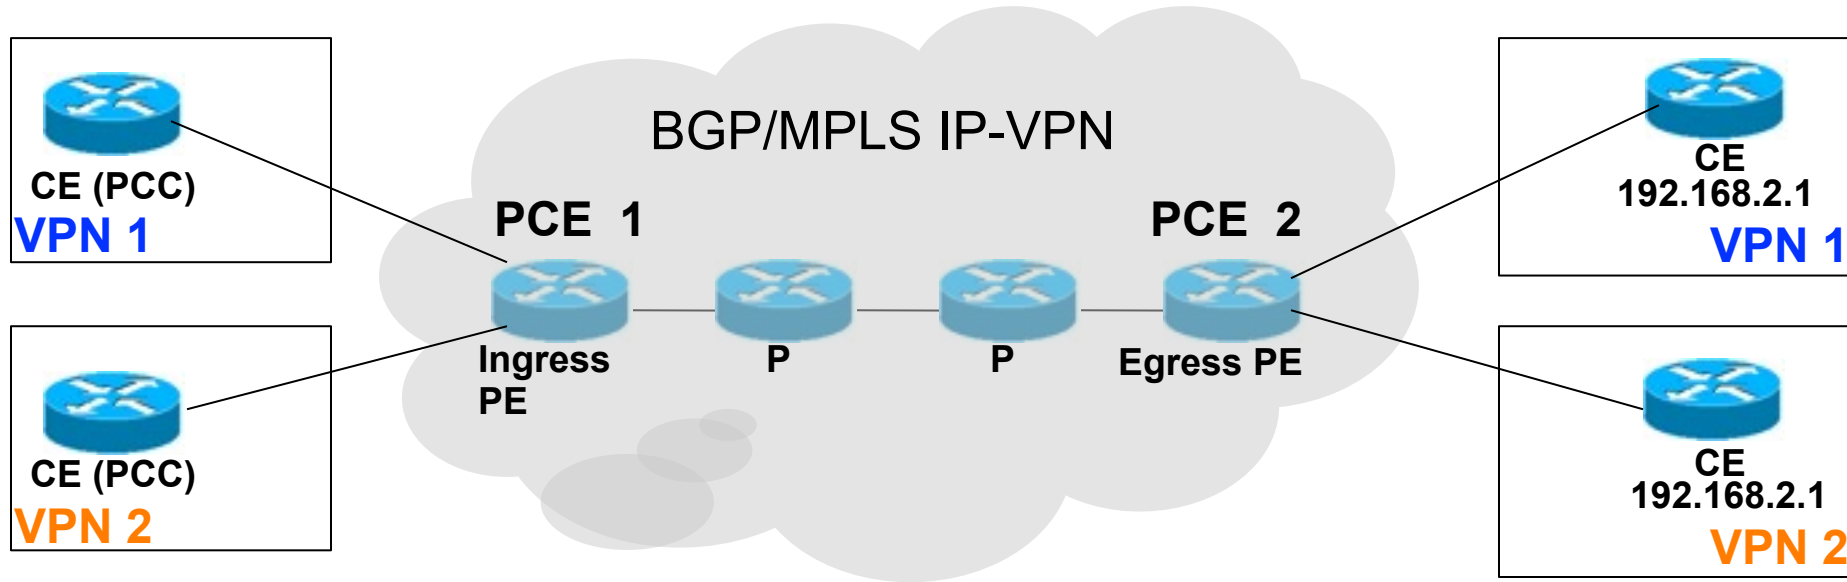 BGP/MPLS IP-VPN
CE (PCC)
VPN 1
CE
192.168.2.1
VPN 1
PCE 1
PCE 2
Ingress
PE
P
P
Egress PE
CE (PCC)
VPN 2
CE
192.168.2.1
VPN 2